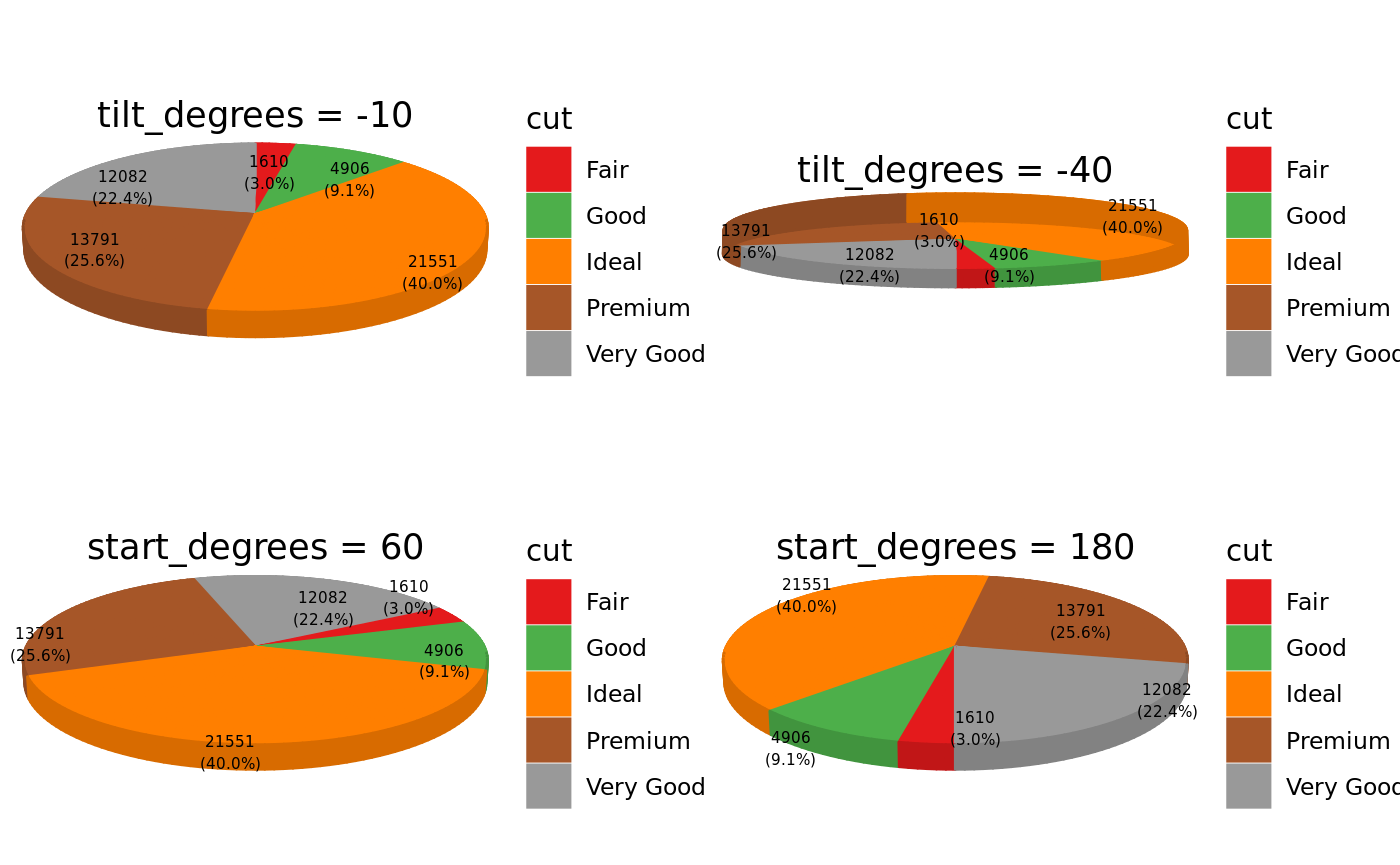 tilt_degrees = -10
1610
(3.0%)
4906
(9.1%)
12082
(22.4%)
13791
(25.6%)
21551
(40.0%)
cut
Fair
Good
Ideal
Premium
Very Good
tilt_degrees = -40
21551
(40.0%)
1610
(3.0%)
13791
(25.6%)
12082
(22.4%)
4906
(9.1%)
cut
Fair
Good
Ideal
Premium
Very Good
start_degrees = 60
1610
(3.0%)
12082
(22.4%)
13791
(25.6%)
4906
(9.1%)
21551
(40.0%)
cut
Fair
Good
Ideal
Premium
Very Good
start_degrees = 180
21551
(40.0%)
13791
(25.6%)
12082
(22.4%)
1610
(3.0%)
4906
(9.1%)
cut
Fair
Good
Ideal
Premium
Very Good